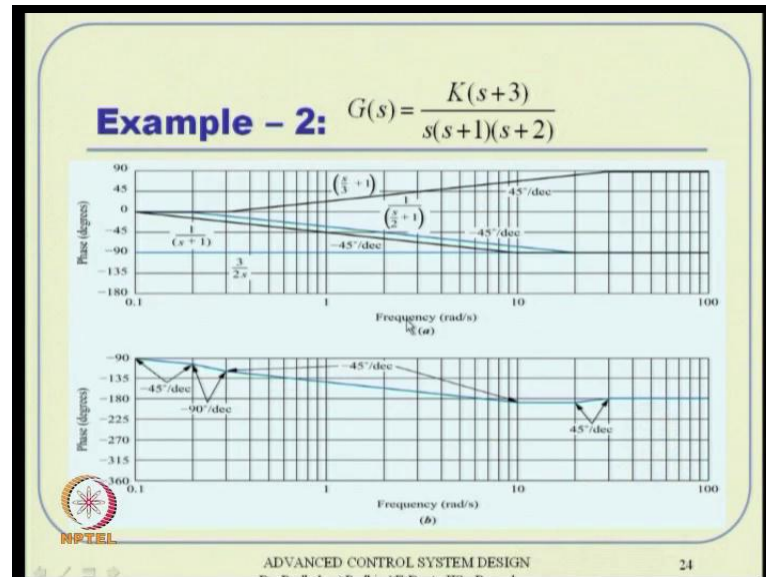 Example – 2: G(s) = K(s+3) / s(s+1)(s+2)
90
45
0
-45
-90
-135
-180
Phase (degrees)
(s/3 + 1)
45°/dec
1/(s/2 + 1)
-45°/dec
1/(s + 1)
-45°/dec
3/2s
0.1
1
10
100
Frequency (rad/s)
(a)
-90
-135
-180
-225
-270
-315
-360
Phase (degrees)
-45°/dec
-90°/dec
-45°/dec
45°/dec
0.1
1
10
100
Frequency (rad/s)
(b)
NPTEL
ADVANCED CONTROL SYSTEM DESIGN
24